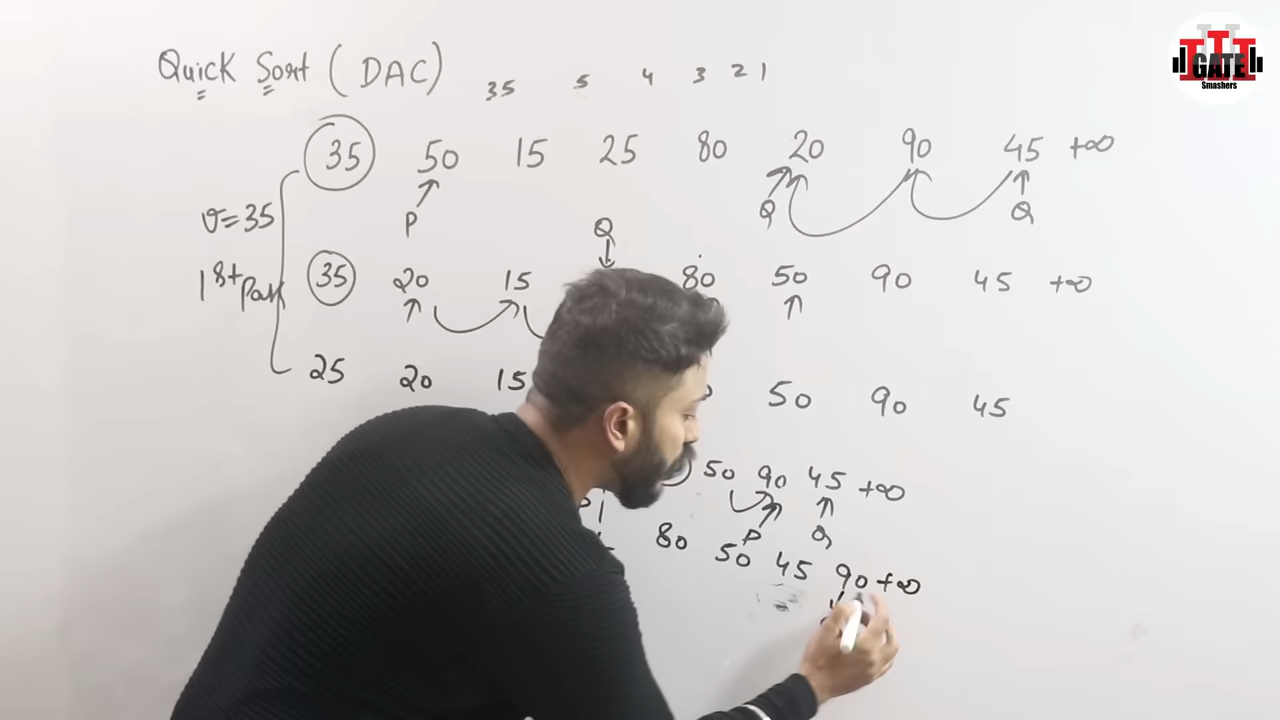 Quick Sort (DAC) 35 5 4 3 2 1
35 50 15 25 80 20 90 45 +∞
P Q Q
v=35
Q
1st Pass 35 20 15 80 50 90 45 +∞
25 20 15 50 90 45
50 90 45 +∞
P Q
80 50 45 90 +∞
GATE
Smashers